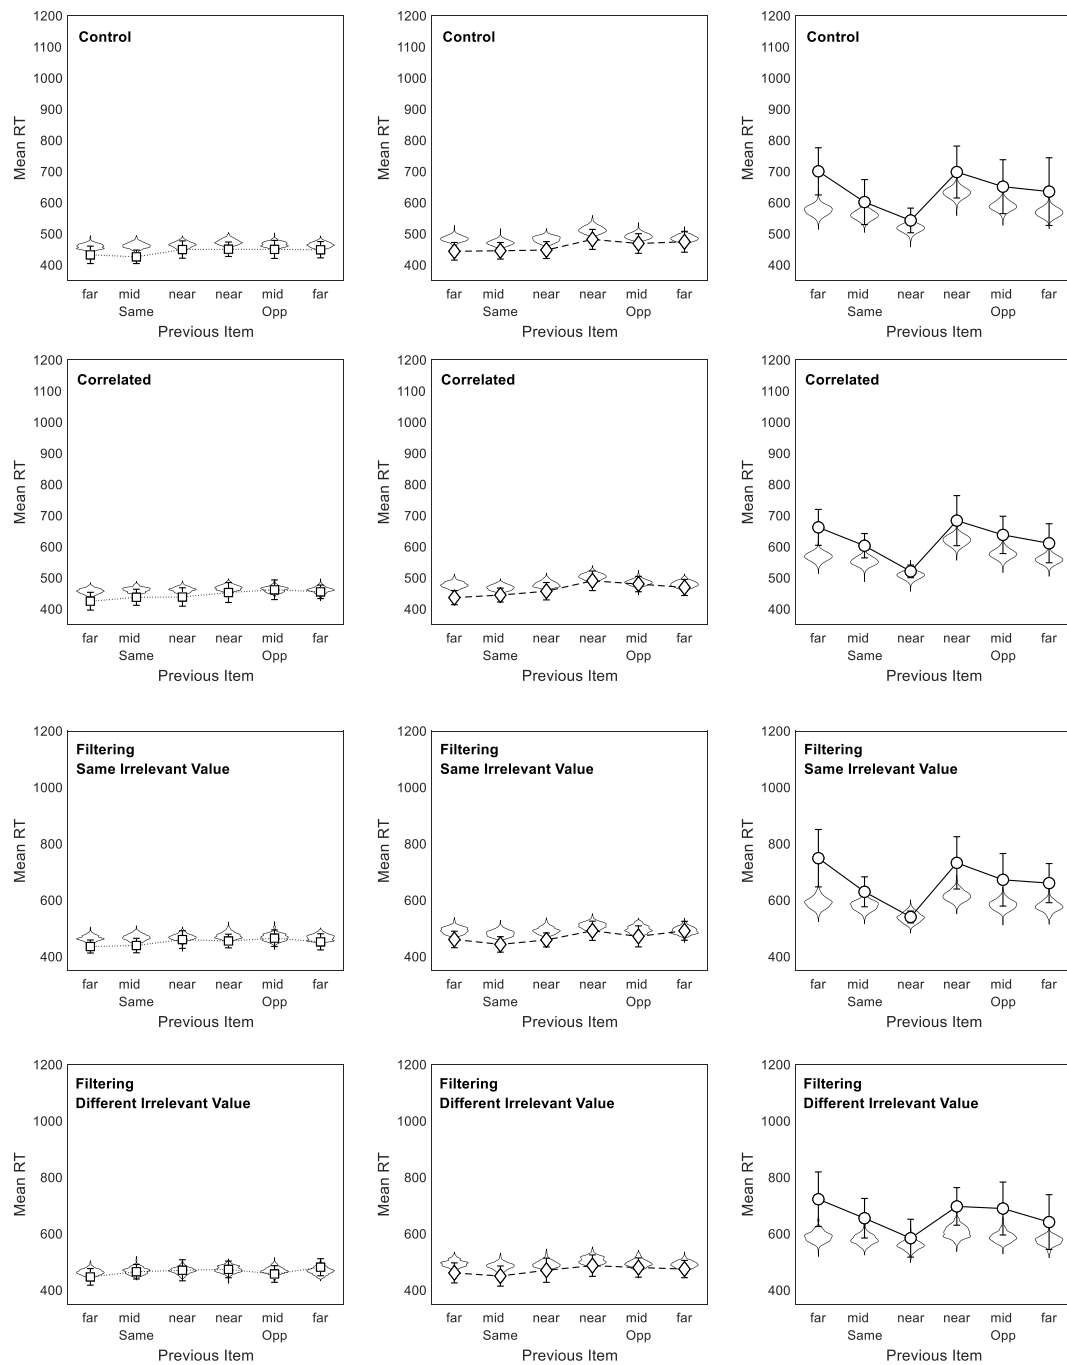 1200
1100
1000
900
800
700
600
500
400
Mean RT
Control
far mid near near mid far
Same Opp
Previous Item
1200
1100
1000
900
800
700
600
500
400
Mean RT
Control
far mid near near mid far
Same Opp
Previous Item
1200
1100
1000
900
800
700
600
500
400
Mean RT
Control
far mid near near mid far
Same Opp
Previous Item
1200
1100
1000
900
800
700
600
500
400
Mean RT
Correlated
far mid near near mid far
Same Opp
Previous Item
1200
1100
1000
900
800
700
600
500
400
Mean RT
Correlated
far mid near near mid far
Same Opp
Previous Item
1200
1100
1000
900
800
700
600
500
400
Mean RT
Correlated
far mid near near mid far
Same Opp
Previous Item
1200
1000
800
600
400
Mean RT
Filtering
Same Irrelevant Value
far mid near near mid far
Same Opp
Previous Item
1200
1000
800
600
400
Mean RT
Filtering
Same Irrelevant Value
far mid near near mid far
Same Opp
Previous Item
1200
1000
800
600
400
Mean RT
Filtering
Same Irrelevant Value
far mid near near mid far
Same Opp
Previous Item
1200
1000
800
600
400
Mean RT
Filtering
Different Irrelevant Value
far mid near near mid far
Same Opp
Previous Item
1200
1000
800
600
400
Mean RT
Filtering
Different Irrelevant Value
far mid near near mid far
Same Opp
Previous Item
1200
1000
800
600
400
Mean RT
Filtering
Different Irrelevant Value
far mid near near mid far
Same Opp
Previous Item